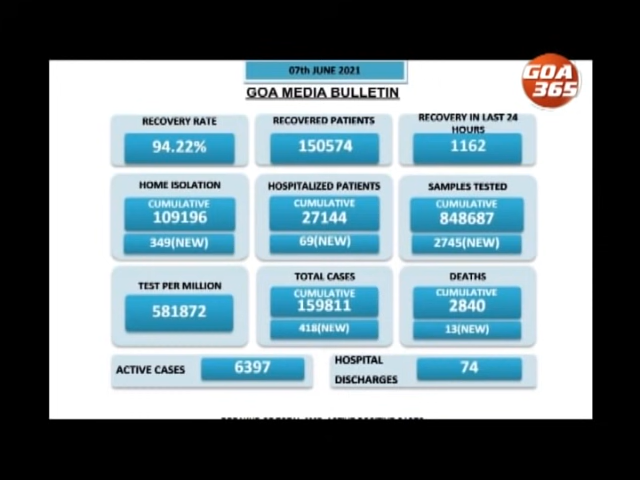 07th JUNE 2021
GOA 365
GOA MEDIA BULLETIN
RECOVERY RATE
94.22%
RECOVERED PATIENTS
150574
RECOVERY IN LAST 24
HOURS
1162
HOME ISOLATION
CUMULATIVE
109196
349(NEW)
HOSPITALIZED PATIENTS
CUMULATIVE
27144
69(NEW)
SAMPLES TESTED
CUMULATIVE
848687
2745(NEW)
TEST PER MILLION
581872
TOTAL CASES
CUMULATIVE
159811
418(NEW)
DEATHS
CUMULATIVE
2840
13(NEW)
ACTIVE CASES
6397
HOSPITAL
DISCHARGES
74